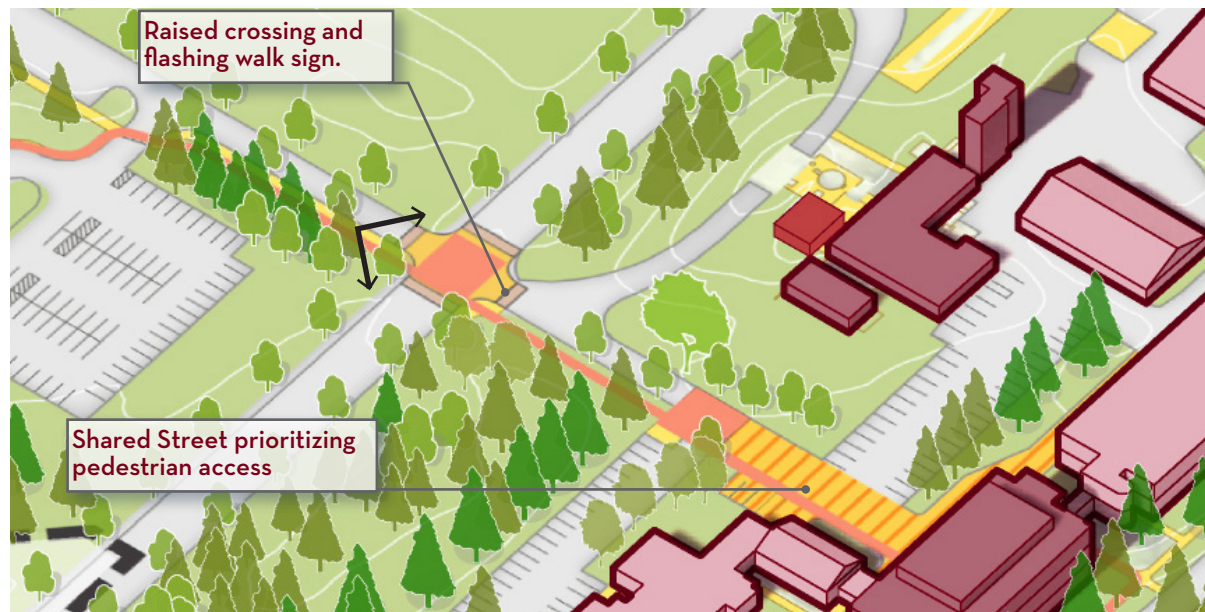 Raised crossing and
flashing walk sign.
Shared Street prioritizing
pedestrian access